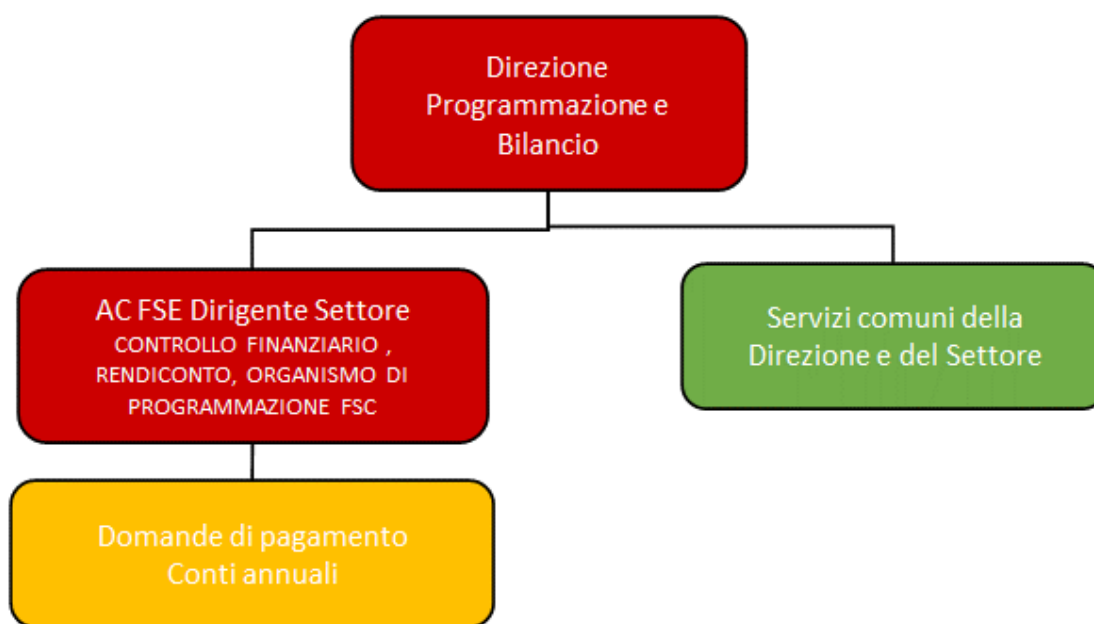 Direzione
Programmazione e
Bilancio
AC FSE Dirigente Settore
CONTROLLO FINANZIARIO ,
RENDICONTO, ORGANISMO DI
PROGRAMMAZIONE FSC
Servizi comuni della
Direzione e del Settore
Domande di pagamento
Conti annuali